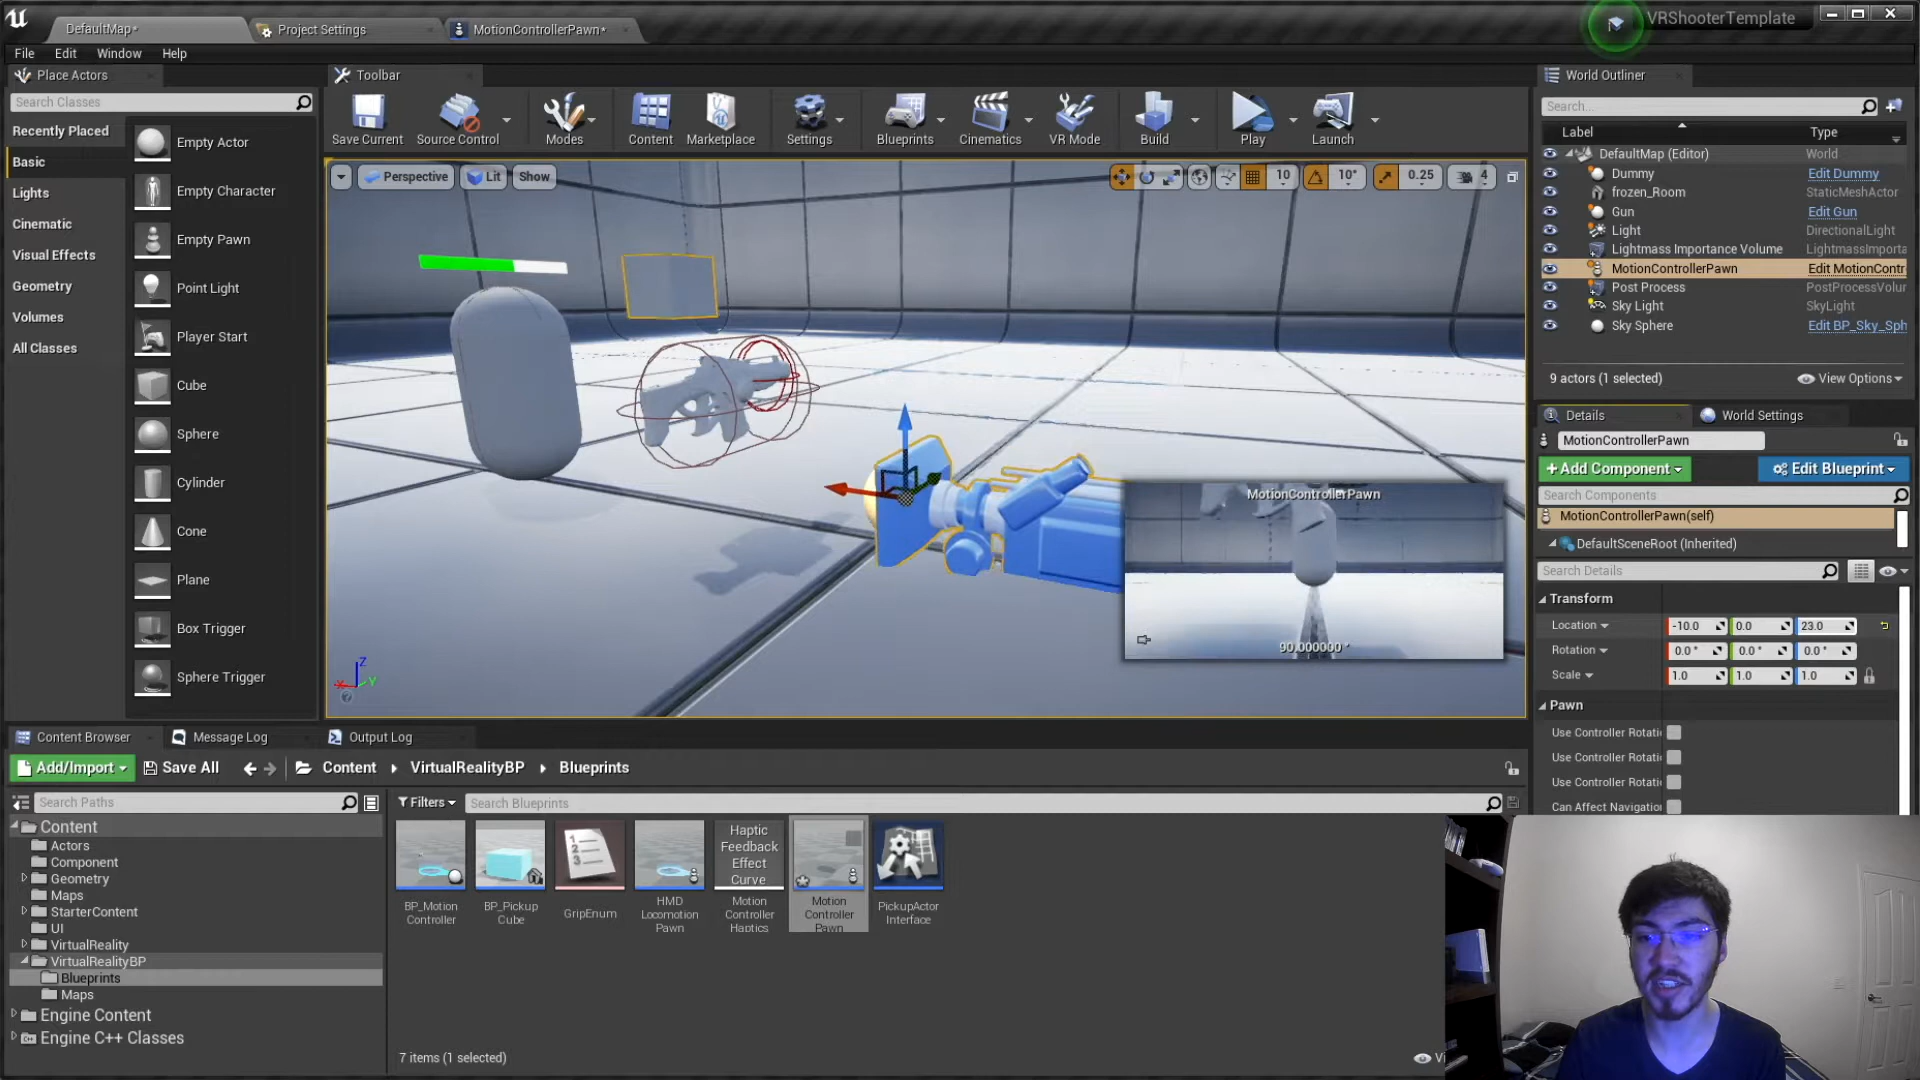 DefaultMap*
Project Settings
MotionControllerPawn*
VRShooterTemplate
File Edit Window Help
Place Actors
Search Classes
Recently Placed
Basic
Lights
Cinematic
Visual Effects
Geometry
Volumes
All Classes
Empty Actor
Empty Character
Empty Pawn
Point Light
Player Start
Cube
Sphere
Cylinder
Cone
Plane
Box Trigger
Sphere Trigger
Toolbar
Save Current Source Control Modes Content Marketplace Settings Blueprints Cinematics VR Mode Build Play Launch
Perspective Lit Show
10 10° 0.25 4
MotionControllerPawn
90.000000 °
X Z Y
World Outliner
Search...
Label Type
DefaultMap (Editor) World
Dummy Edit Dummy
frozen_Room StaticMeshActor
Gun Edit Gun
Light DirectionalLight
Lightmass Importance Volume LightmassImporta
MotionControllerPawn Edit MotionContr
Post Process PostProcessVolur
Sky Light SkyLight
Sky Sphere Edit BP_Sky_Sph
9 actors (1 selected) View Options
Details World Settings
MotionControllerPawn
+Add Component Edit Blueprint
Search Components
MotionControllerPawn(self)
DefaultSceneRoot (Inherited)
Search Details
Transform
Location -10.0 0.0 23.0
Rotation 0.0 ° 0.0 ° 0.0 °
Scale 1.0 1.0 1.0
Pawn
Use Controller Rotati
Use Controller Rotati
Use Controller Rotati
Can Affect Navigation
Content Browser Message Log Output Log
Add/Import Save All Content VirtualRealityBP Blueprints
Search Paths
Filters Search Blueprints
Content
Actors
Component
Geometry
Maps
StarterContent
UI
VirtualReality
VirtualRealityBP
Blueprints
Maps
Engine Content
Engine C++ Classes
BP_Motion
Controller
BP_Pickup
Cube
GripEnum
HMD
Locomotion
Pawn
Haptic
Feedback
Effect
Curve
Motion
Controller
Haptics
Motion
Controller
Pawn
PickupActor
Interface
7 items (1 selected)
Vi